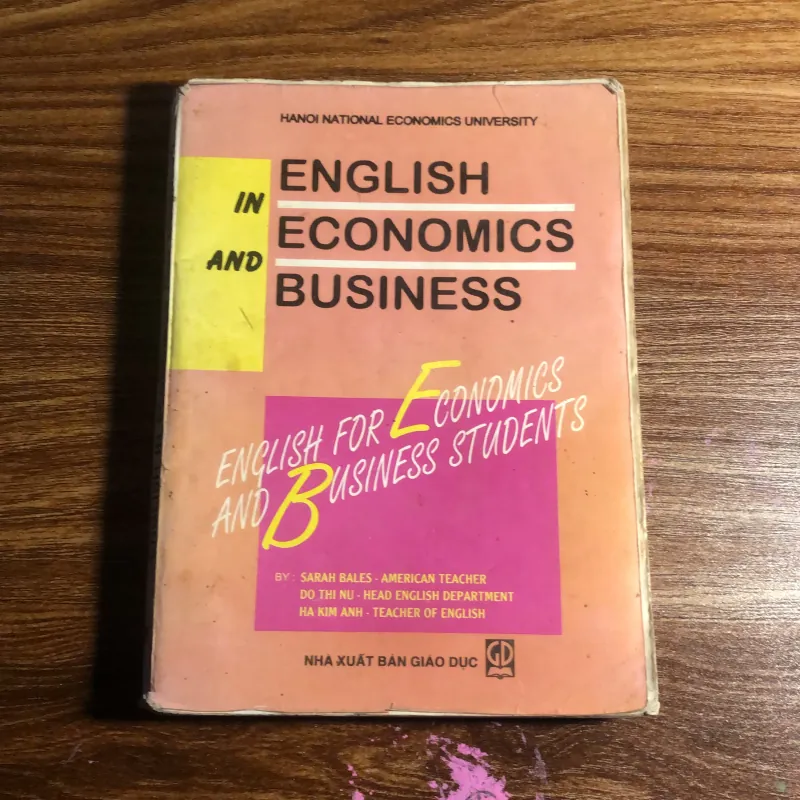 HANOI NATIONAL ECONOMICS UNIVERSITY
ENGLISH
IN ECONOMICS
AND BUSINESS
ENGLISH FOR ECONOMICS
AND BUSINESS STUDENTS
BY: SARAH BALES - AMERICAN TEACHER
DO THI NU - HEAD ENGLISH DEPARTMENT
HA KIM ANH - TEACHER OF ENGLISH
NHÀ XUẤT BẢN GIÁO DỤC GD